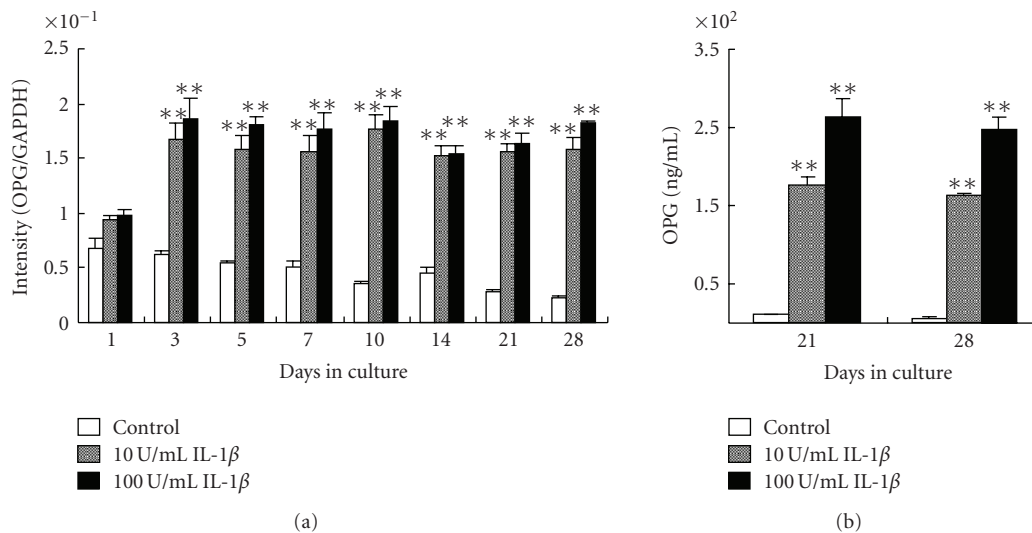 ×10−1
2.5
2
1.5
1
0.5
0
Intensity (OPG/GAPDH)
∗∗ ∗∗ ∗∗ ∗∗ ∗∗ ∗∗ ∗∗ ∗∗ ∗∗ ∗∗ ∗∗ ∗∗ ∗∗ ∗∗
1 3 5 7 10 14 21 28
Days in culture
Control
10 U/mL IL-1β
100 U/mL IL-1β
(a)
×10²
3.5
2.5
1.5
0.5
OPG (ng/mL)
∗∗ ∗∗ ∗∗ ∗∗
21 28
Days in culture
Control
10 U/mL IL-1β
100 U/mL IL-1β
(b)